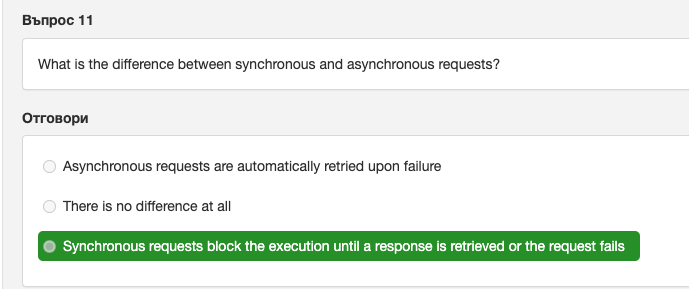 Въпрос 11
What is the difference between synchronous and asynchronous requests?
Отговори
Asynchronous requests are automatically retried upon failure
There is no difference at all
Synchronous requests block the execution until a response is retrieved or the request fails